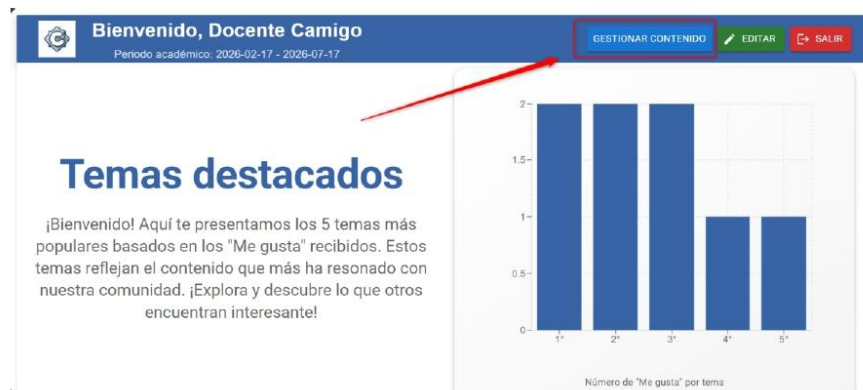 Bienvenido, Docente Camigo
Periodo académico: 2026-02-17 - 2026-07-17
GESTIONAR CONTENIDO
EDITAR
SALIR
Temas destacados
¡Bienvenido! Aquí te presentamos los 5 temas más
populares basados en los "Me gusta" recibidos. Estos
temas reflejan el contenido que más ha resonado con
nuestra comunidad. ¡Explora y descubre lo que otros
encuentran interesante!
2
1.5
1
0.5
0
1° 2° 3° 4° 5°
Número de "Me gusta" por tema